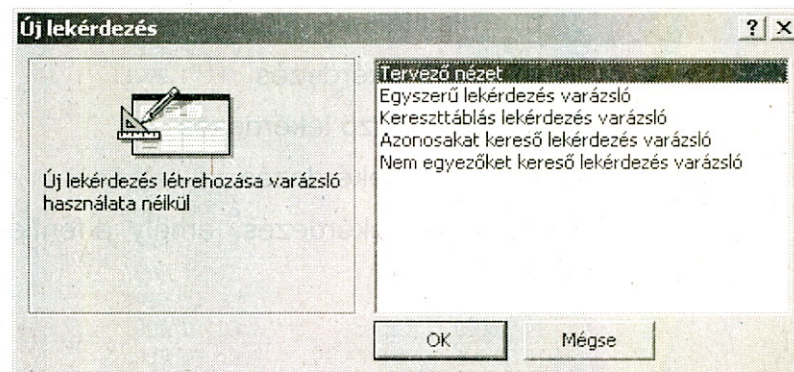 Új lekérdezés
Tervező nézet
Egyszerű lekérdezés varázsló
Kereszttáblás lekérdezés varázsló
Azonosakat kereső lekérdezés varázsló
Nem egyezőket kereső lekérdezés varázsló
Új lekérdezés létrehozása varázsló
használata nélkül
OK
Mégse